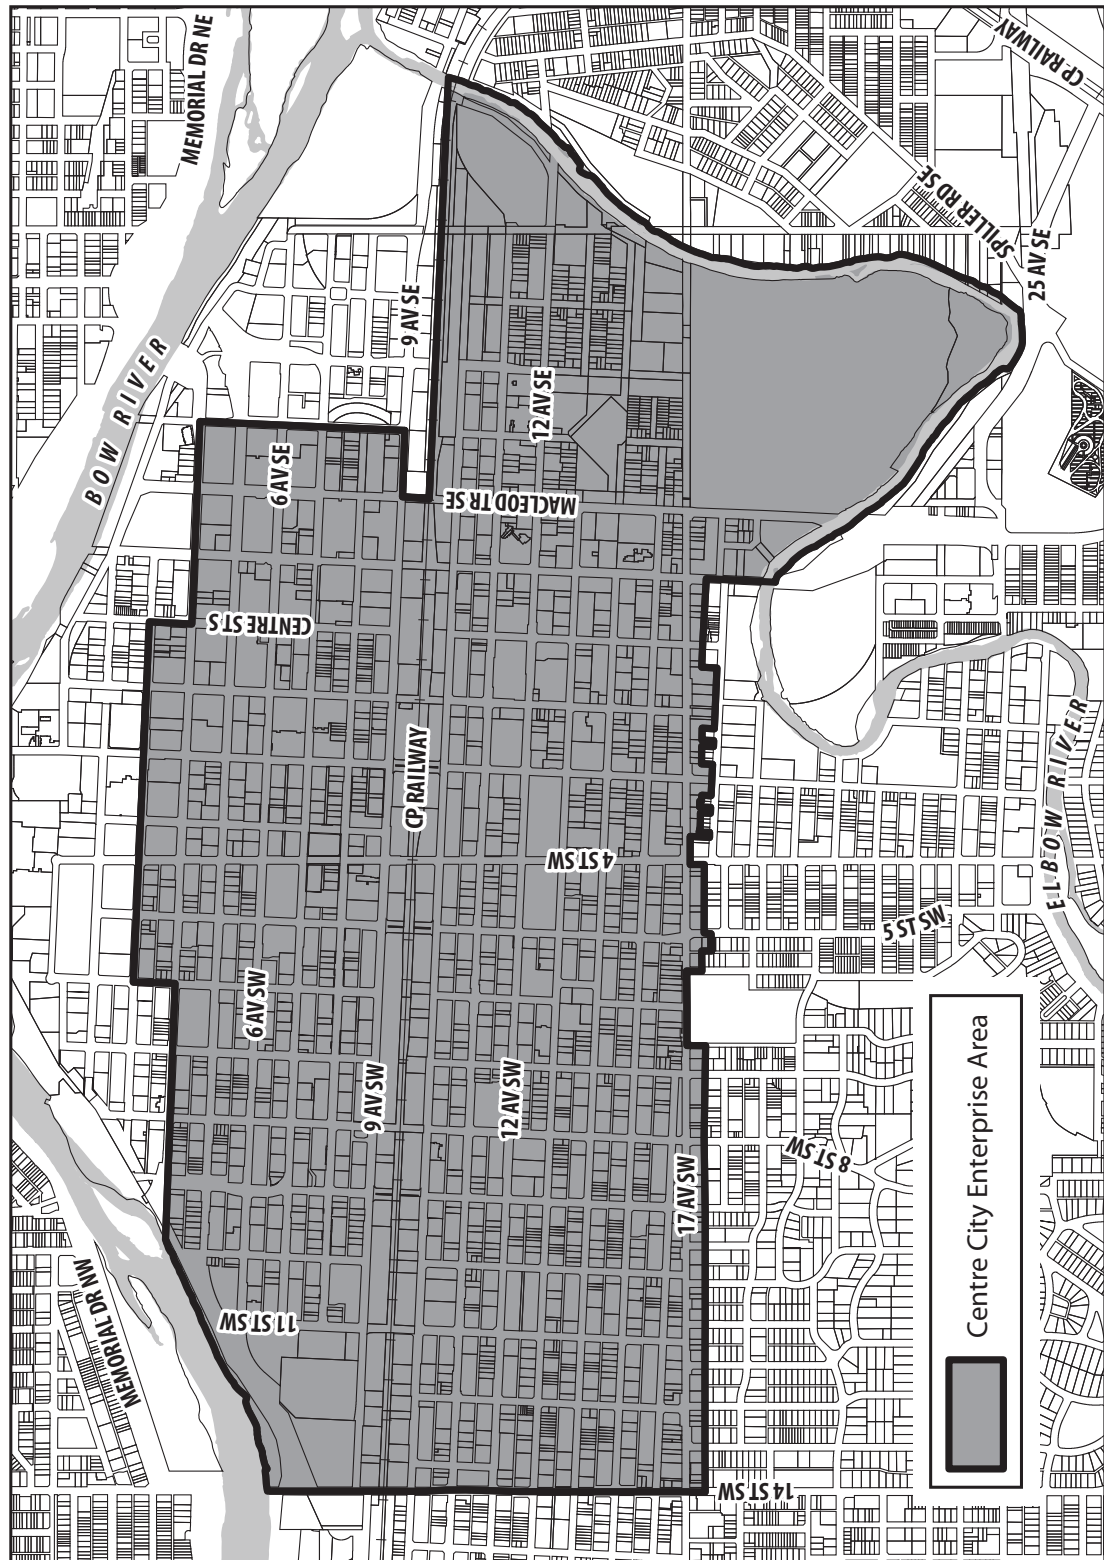 MEMORIAL DR NW
MEMORIAL DR NE
BOW RIVER
11 ST SW
6 AV SW
CENTRE ST S
6 AV SE
9 AV SW
CP RAILWAY
9 AV SE
12 AV SW
4 ST SW
MACLEOD TR SE
12 AV SE
17 AV SW
14 ST SW
8 ST SW
5 ST SW
ELBOW RIVER
SPILLER RD SE
25 AV SE
CP RAILWAY
Centre City Enterprise Area